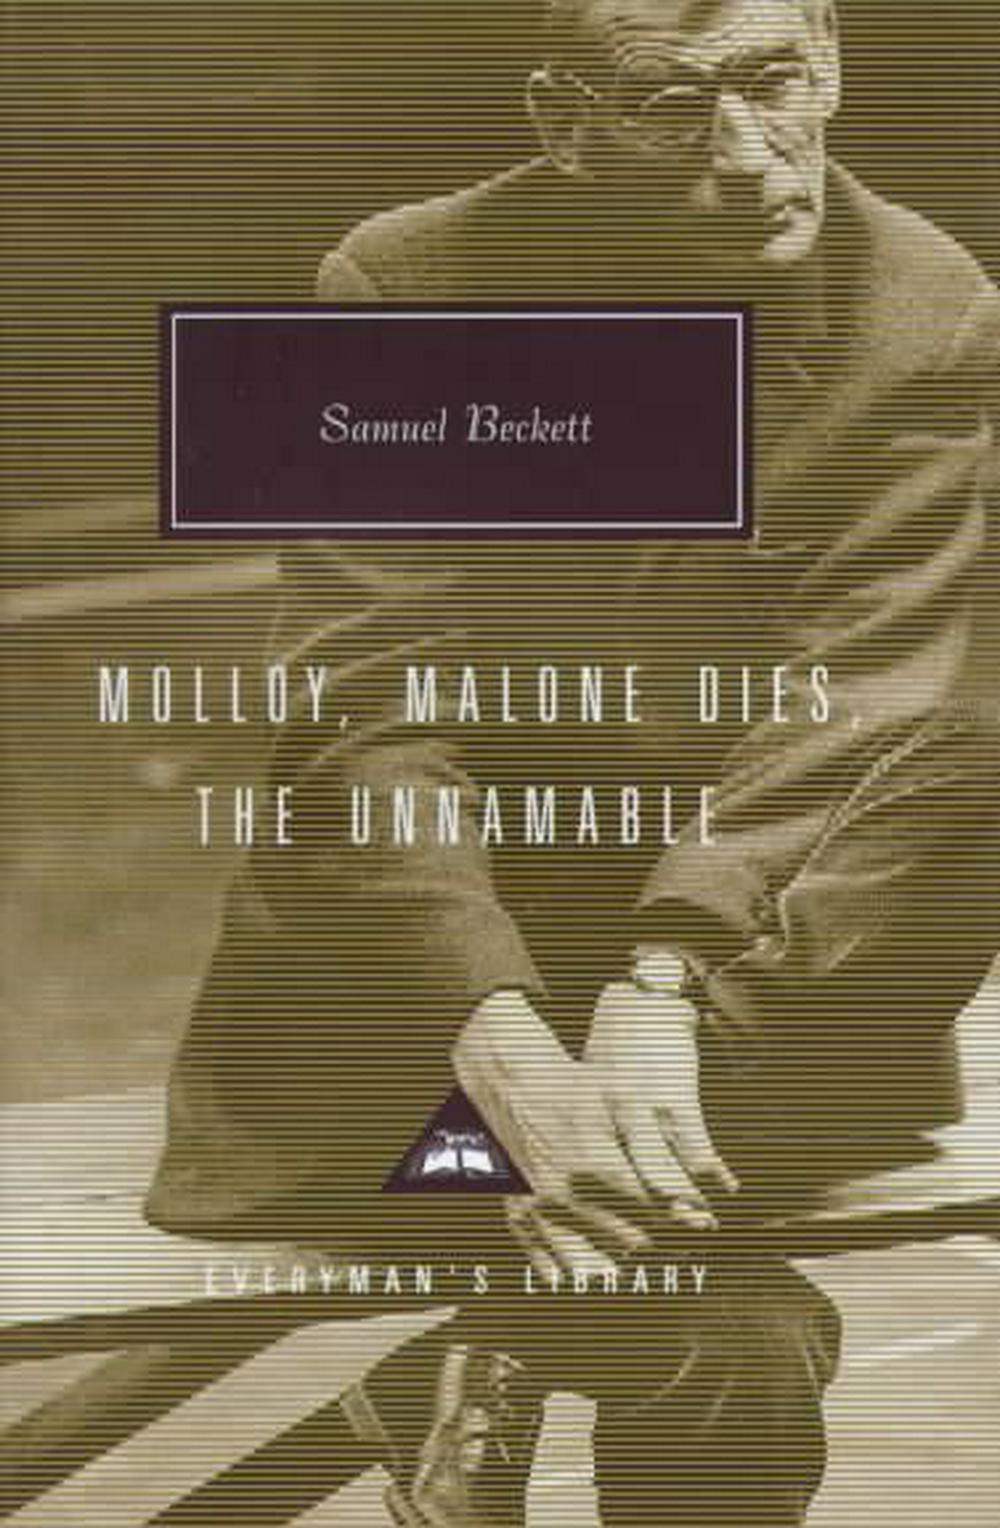 Samuel Beckett
MOLLOY, MALONE DIES,
THE UNNAMABLE
EVERYMAN'S LIBRARY